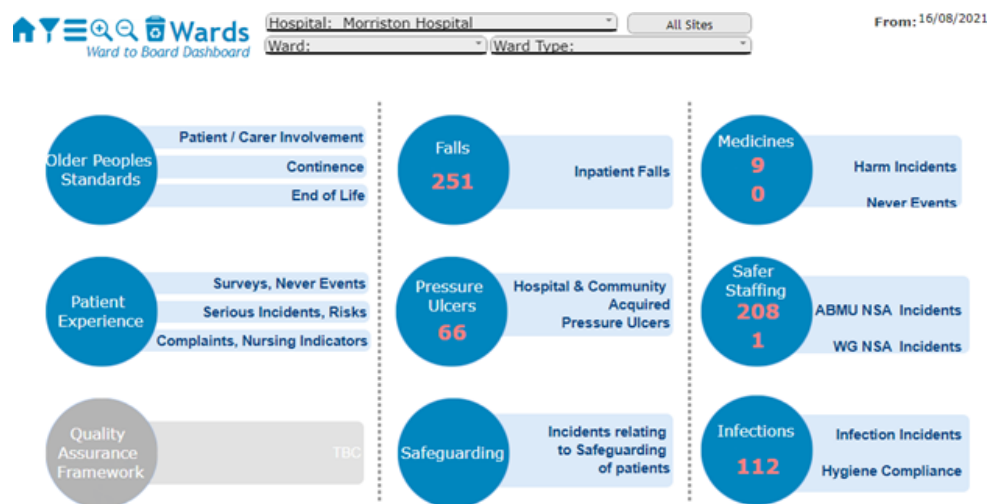 Wards
Ward to Board Dashboard
Hospital: Morriston Hospital
All Sites
Ward:
Ward Type:
From: 16/08/2021
Older Peoples
Standards
Patient / Carer Involvement
Continence
End of Life
Falls
251
Inpatient Falls
Medicines
9
0
Harm Incidents
Never Events
Patient
Experience
Surveys, Never Events
Serious Incidents, Risks
Complaints, Nursing Indicators
Pressure
Ulcers
66
Hospital & Community
Acquired
Pressure Ulcers
Safer
Staffing
208
1
ABMU NSA Incidents
WG NSA Incidents
Quality
Assurance
Framework
TBC
Safeguarding
Incidents relating
to Safeguarding
of patients
Infections
112
Infection Incidents
Hygiene Compliance